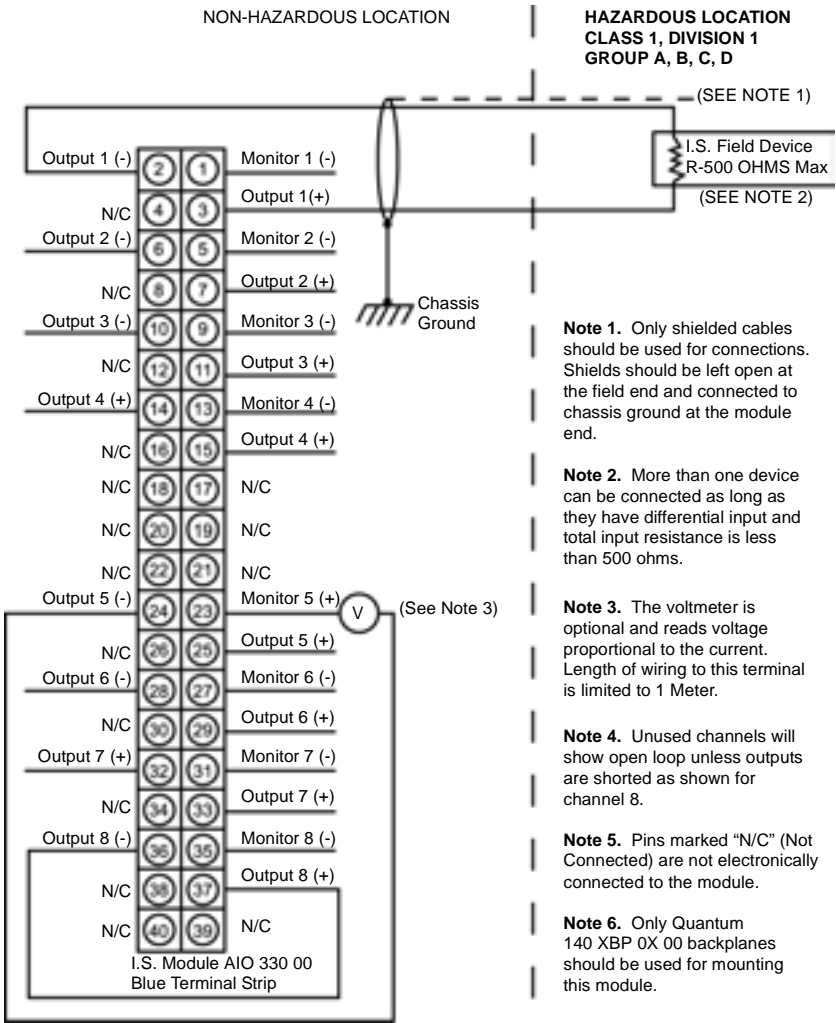 NON-HAZARDOUS LOCATION
HAZARDOUS LOCATION
CLASS 1, DIVISION 1
GROUP A, B, C, D
(SEE NOTE 1)
I.S. Field Device
R-500 OHMS Max
(SEE NOTE 2)
Output 1 (-) 2 1 Monitor 1 (-)
N/C 4 3 Output 1(+)
Output 2 (-) 6 5 Monitor 2 (-)
N/C 8 7 Output 2 (+)
Output 3 (-) 10 9 Monitor 3 (-)
N/C 12 11 Output 3 (+)
Output 4 (+) 14 13 Monitor 4 (-)
N/C 16 15 Output 4 (+)
N/C 18 17 N/C
N/C 20 19 N/C
N/C 22 21 N/C
Output 5 (-) 24 23 Monitor 5 (+) V (See Note 3)
N/C 26 25 Output 5 (+)
Output 6 (-) 28 27 Monitor 6 (-)
N/C 30 29 Output 6 (+)
Output 7 (+) 32 31 Monitor 7 (-)
N/C 34 33 Output 7 (+)
Output 8 (-) 36 35 Monitor 8 (-)
N/C 38 37 Output 8 (+)
N/C 40 39 N/C
I.S. Module AIO 330 00
Blue Terminal Strip
Chassis
Ground
Note 1. Only shielded cables
should be used for connections.
Shields should be left open at
the field end and connected to
chassis ground at the module
end.
Note 2. More than one device
can be connected as long as
they have differential input and
total input resistance is less
than 500 ohms.
Note 3. The voltmeter is
optional and reads voltage
proportional to the current.
Length of wiring to this terminal
is limited to 1 Meter.
Note 4. Unused channels will
show open loop unless outputs
are shorted as shown for
channel 8.
Note 5. Pins marked “N/C” (Not
Connected) are not electronically
connected to the module.
Note 6. Only Quantum
140 XBP 0X 00 backplanes
should be used for mounting
this module.